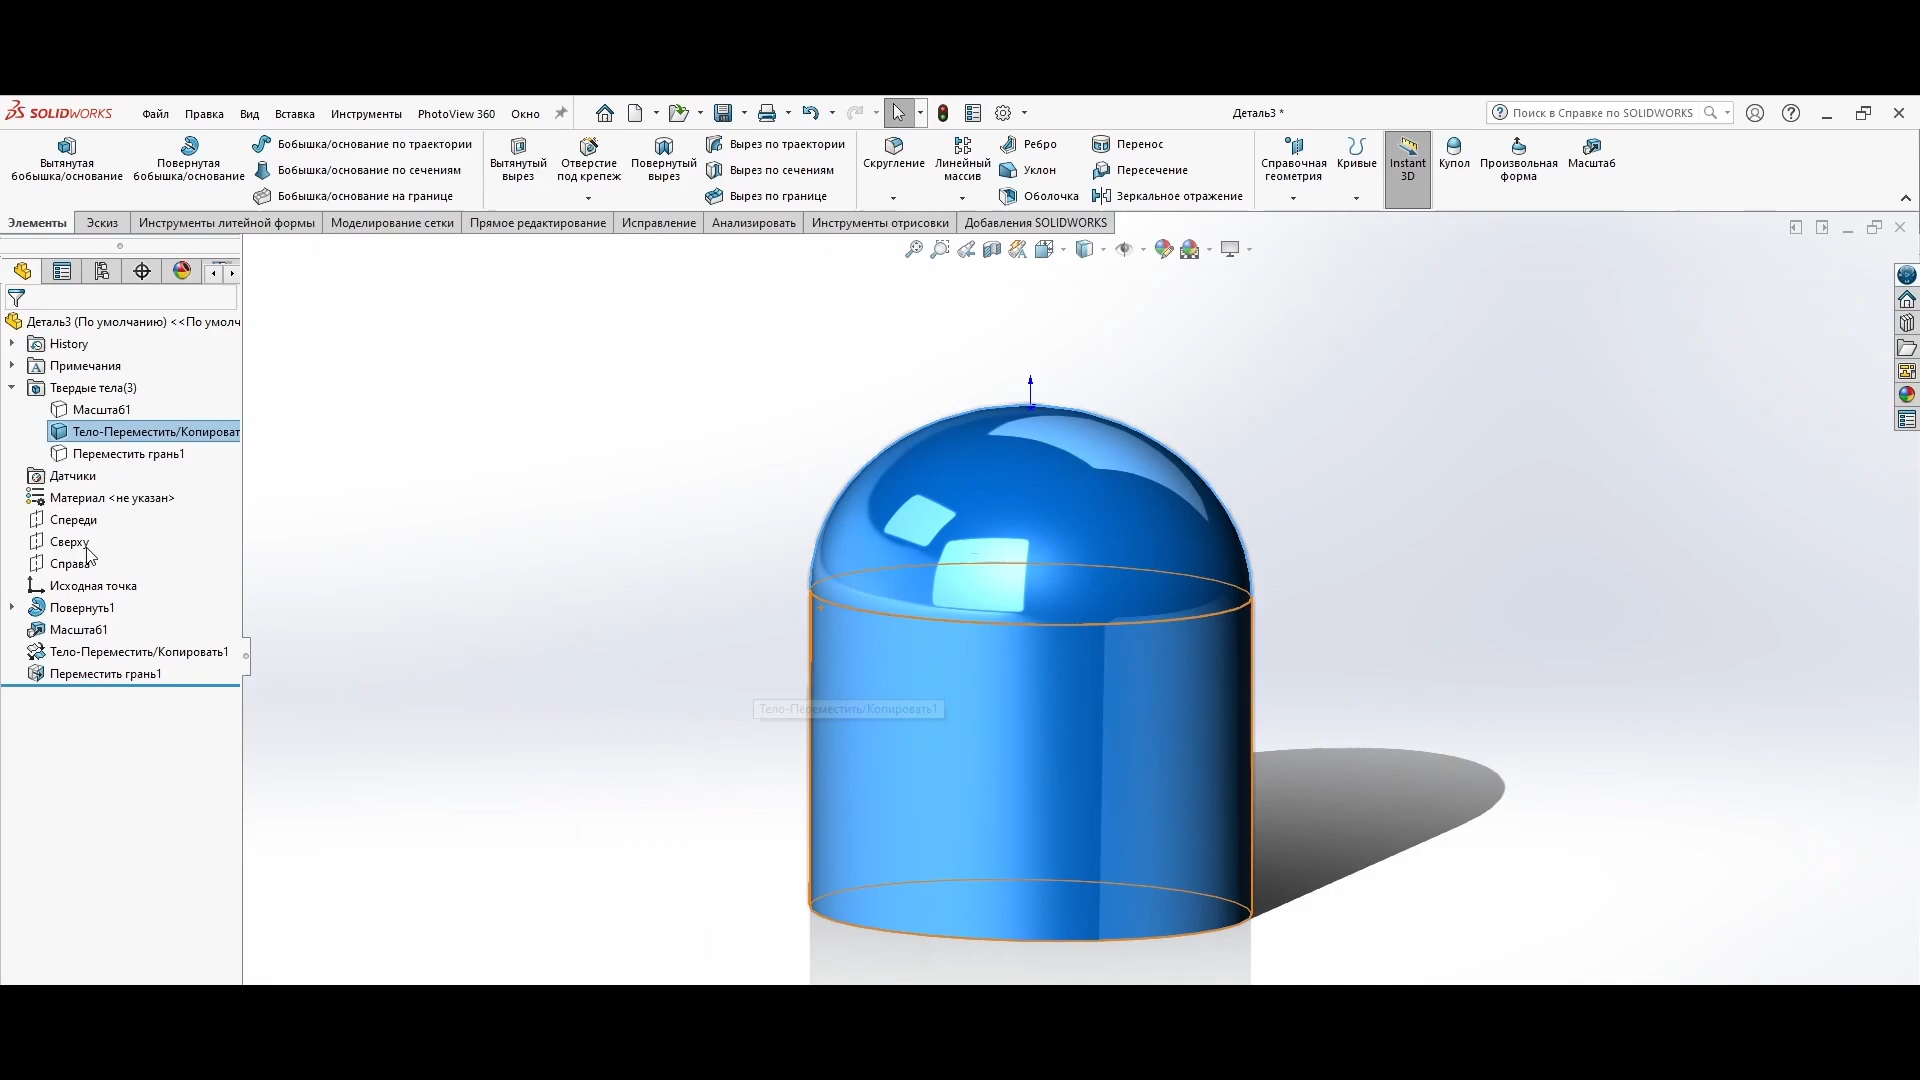 SOLIDWORKS
Файл Правка Вид Вставка Инструменты PhotoView 360 Окно
Деталь3 *
Поиск в Справке по SOLIDWORKS
Вытянутая бобышка/основание
Повернутая бобышка/основание
Бобышка/основание по траектории
Бобышка/основание по сечениям
Бобышка/основание на границе
Вытянутый вырез
Отверстие под крепеж
Повернутый вырез
Вырез по траектории
Вырез по сечениям
Вырез по границе
Скругление
Линейный массив
Ребро
Уклон
Оболочка
Перенос
Пересечение
Зеркальное отражение
Справочная геометрия
Кривые
Instant 3D
Купол
Произвольная форма
Масштаб
Элементы Эскиз Инструменты литейной формы Моделирование сетки Прямое редактирование Исправление Анализировать Инструменты отрисовки Добавления SOLIDWORKS
Деталь3 (По умолчанию) <<По умолч
History
Примечания
Твердые тела(3)
Масштаб1
Тело-Переместить/Копироват
Переместить грань1
Датчики
Материал <не указан>
Спереди
Сверху
Справа
Исходная точка
Повернуть1
Масштаб1
Тело-Переместить/Копировать1
Переместить грань1
Тело-Переместить/Копировать1